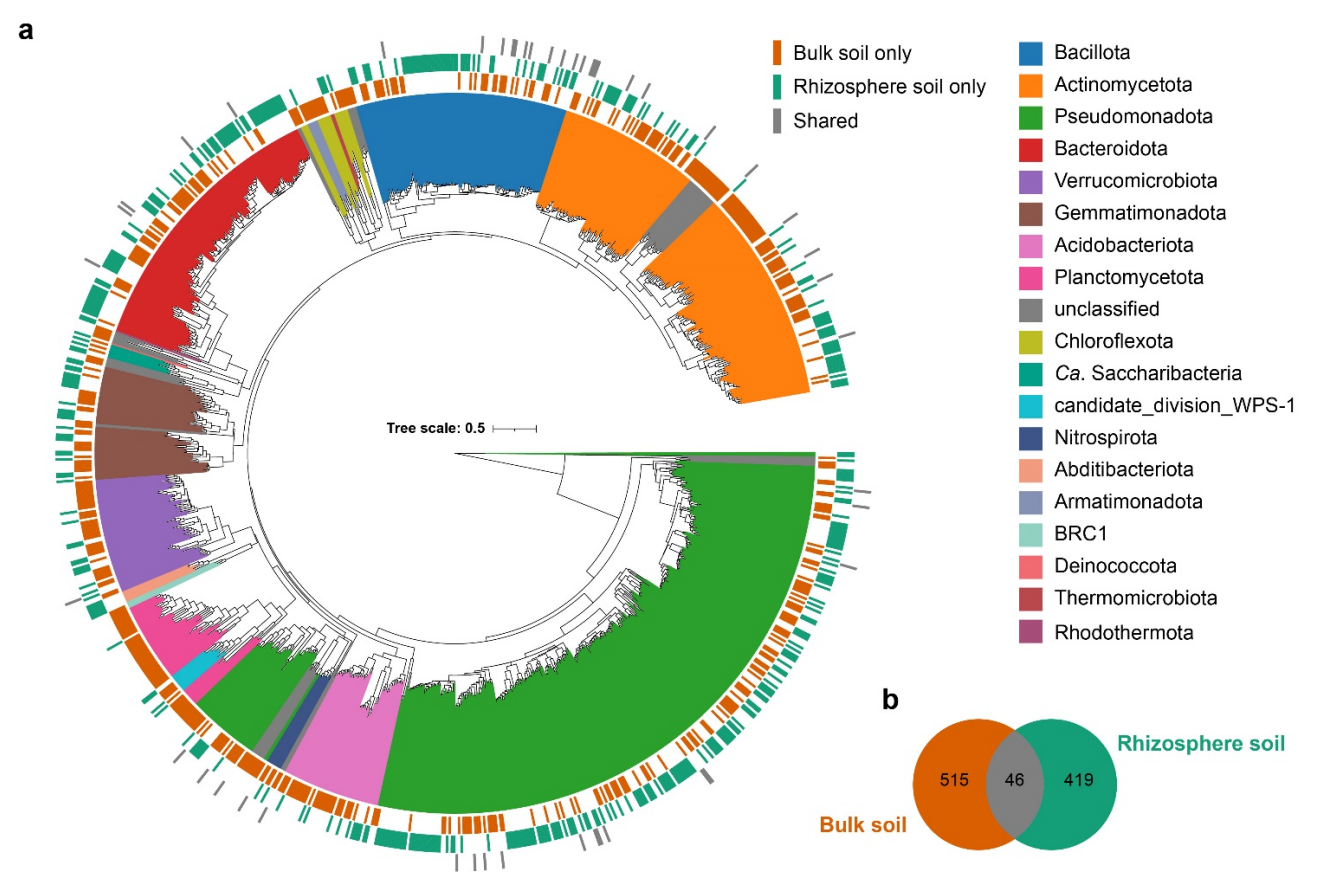 a
Bulk soil only
Rhizosphere soil only
Shared
Bacillota
Actinomycetota
Pseudomonadota
Bacteroidota
Verrucomicrobiota
Gemmatimonadota
Acidobacteriota
Planctomycetota
unclassified
Chloroflexota
Ca. Saccharibacteria
candidate_division_WPS-1
Nitrospirota
Abditibacteriota
Armatimonadota
BRC1
Deinococcota
Thermomicrobiota
Rhodothermota
Tree scale: 0.5
b
Rhizosphere soil
515 46 419
Bulk soil